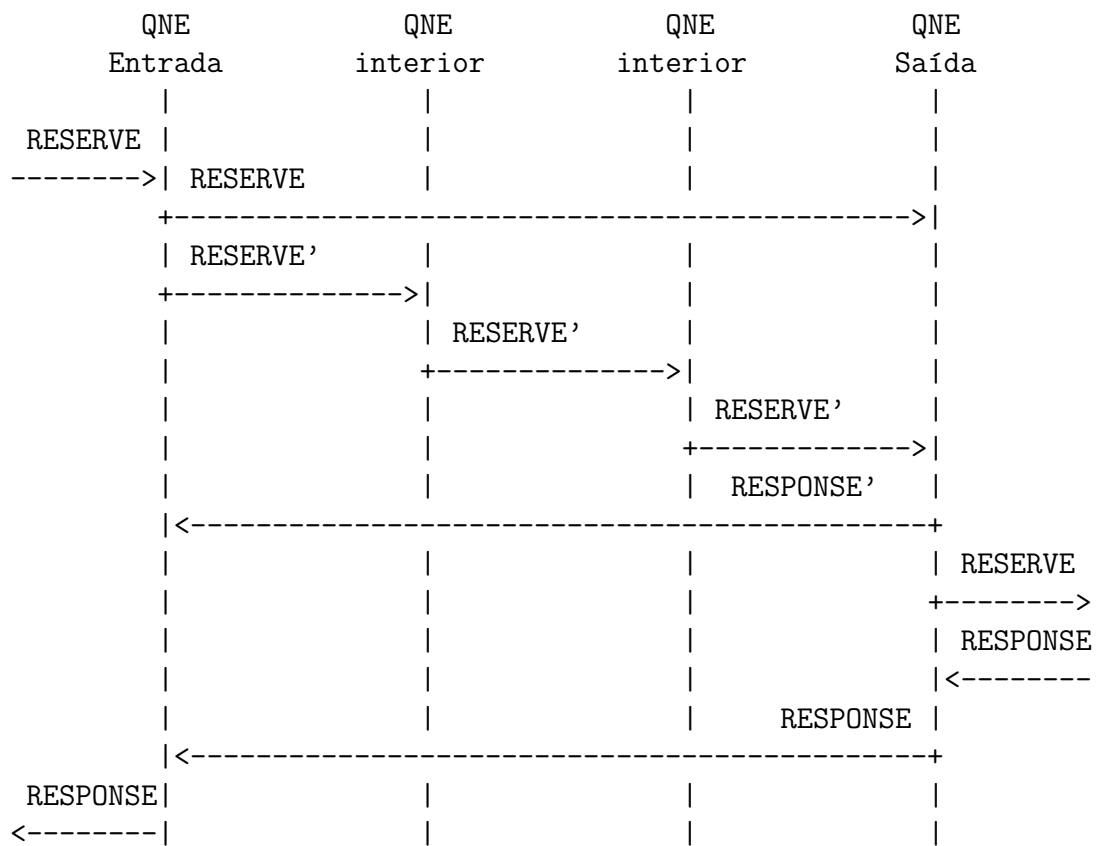 QNE QNE QNE QNE
Entrada interior interior Saída
RESERVE
RESERVE
RESERVE'
RESERVE'
RESERVE'
RESPONSE'
RESERVE
RESPONSE
RESPONSE
RESPONSE